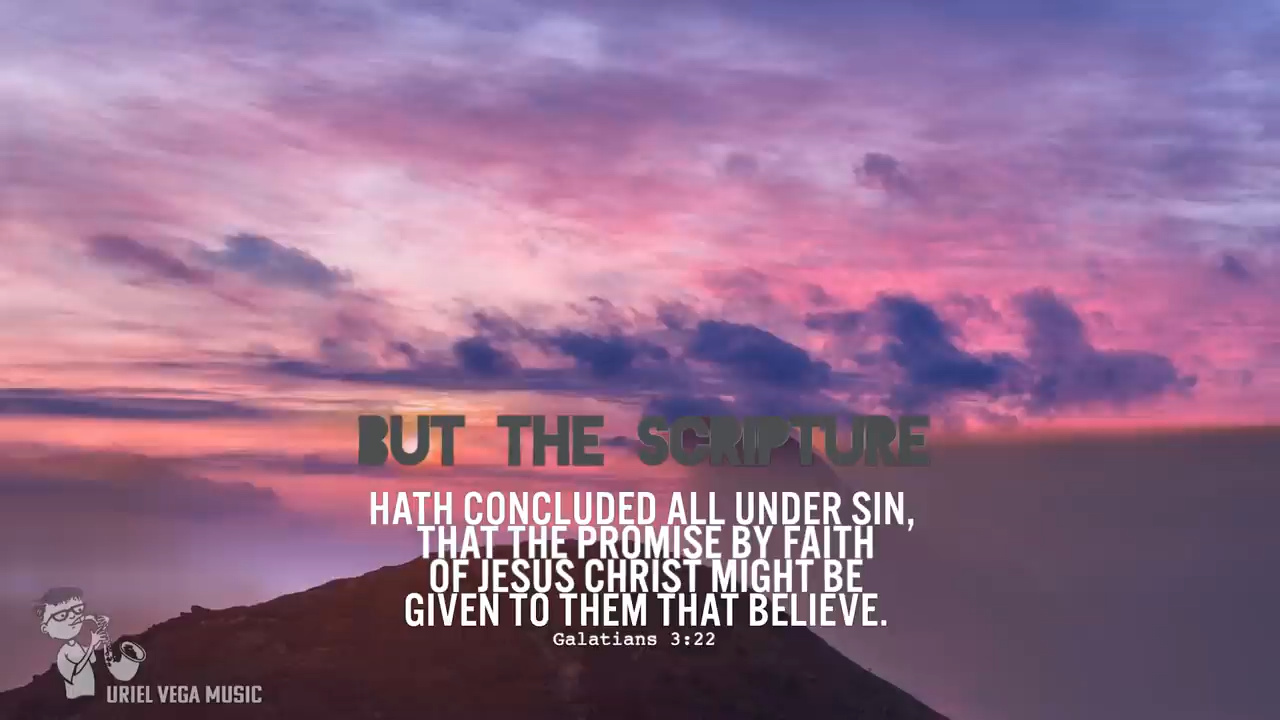 BUT THE SCRIPTURE
HATH CONCLUDED ALL UNDER SIN,
THAT THE PROMISE BY FAITH
OF JESUS CHRIST MIGHT BE
GIVEN TO THEM THAT BELIEVE.
Galatians 3:22
URIEL VEGA MUSIC